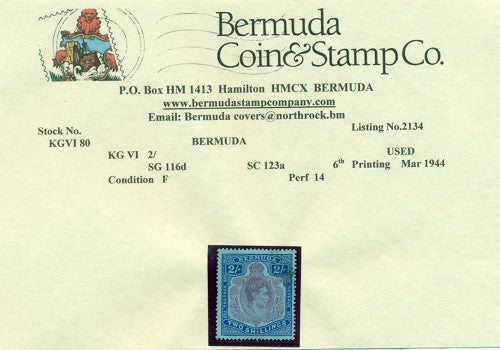 Bermuda
Coin & Stamp Co.
P.O. Box HM 1413 Hamilton HMCX BERMUDA
www.bermudastampcompany.com
Email: Bermuda covers@northrock.bm
Stock No. Listing No.2134
KGVI 80 BERMUDA USED
KG VI 2/
SG 116d SC 123a 6th Printing Mar 1944
Condition F Perf 14
BERMUDA
2/- 2/-
POSTAGE REVENUE
TWO SHILLINGS